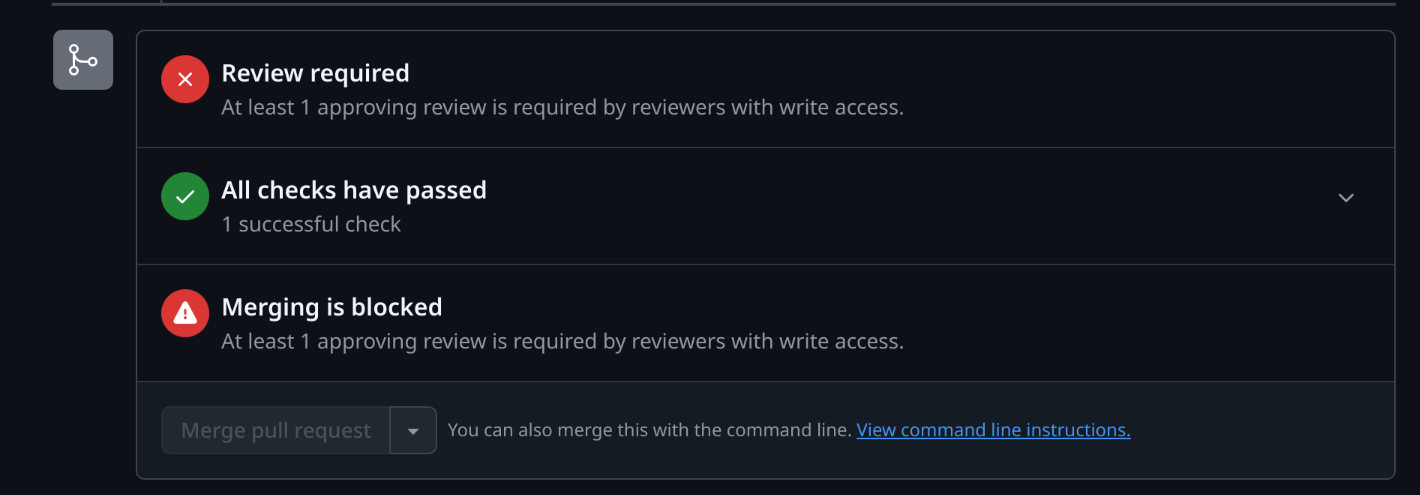 Review required
At least 1 approving review is required by reviewers with write access.
All checks have passed
1 successful check
Merging is blocked
At least 1 approving review is required by reviewers with write access.
Merge pull request
You can also merge this with the command line. View command line instructions.